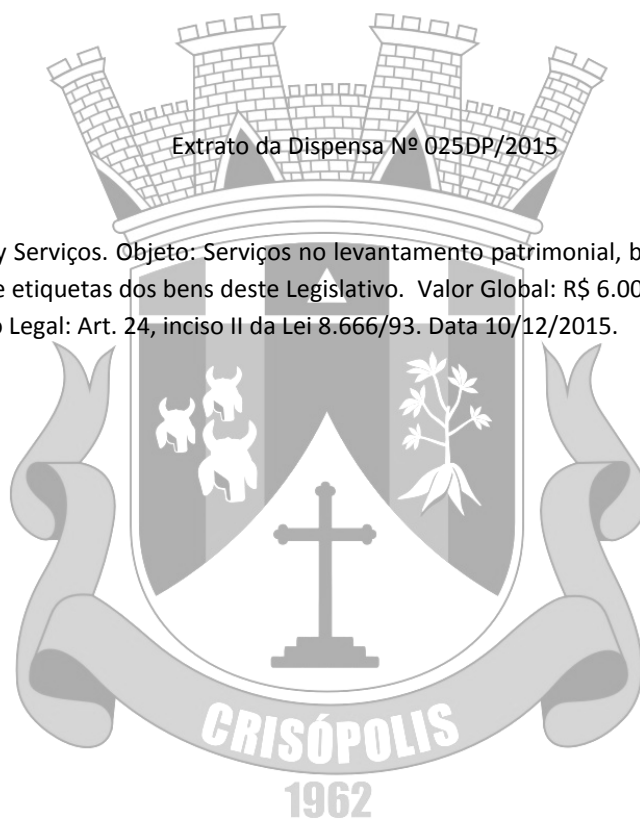 Extrato da Dispensa Nº 025DP/2015
y Serviços. Objeto: Serviços no levantamento patrimonial, b
e etiquetas dos bens deste Legislativo. Valor Global: R$ 6.00
o Legal: Art. 24, inciso II da Lei 8.666/93. Data 10/12/2015.
CRISÓPOLIS
1962